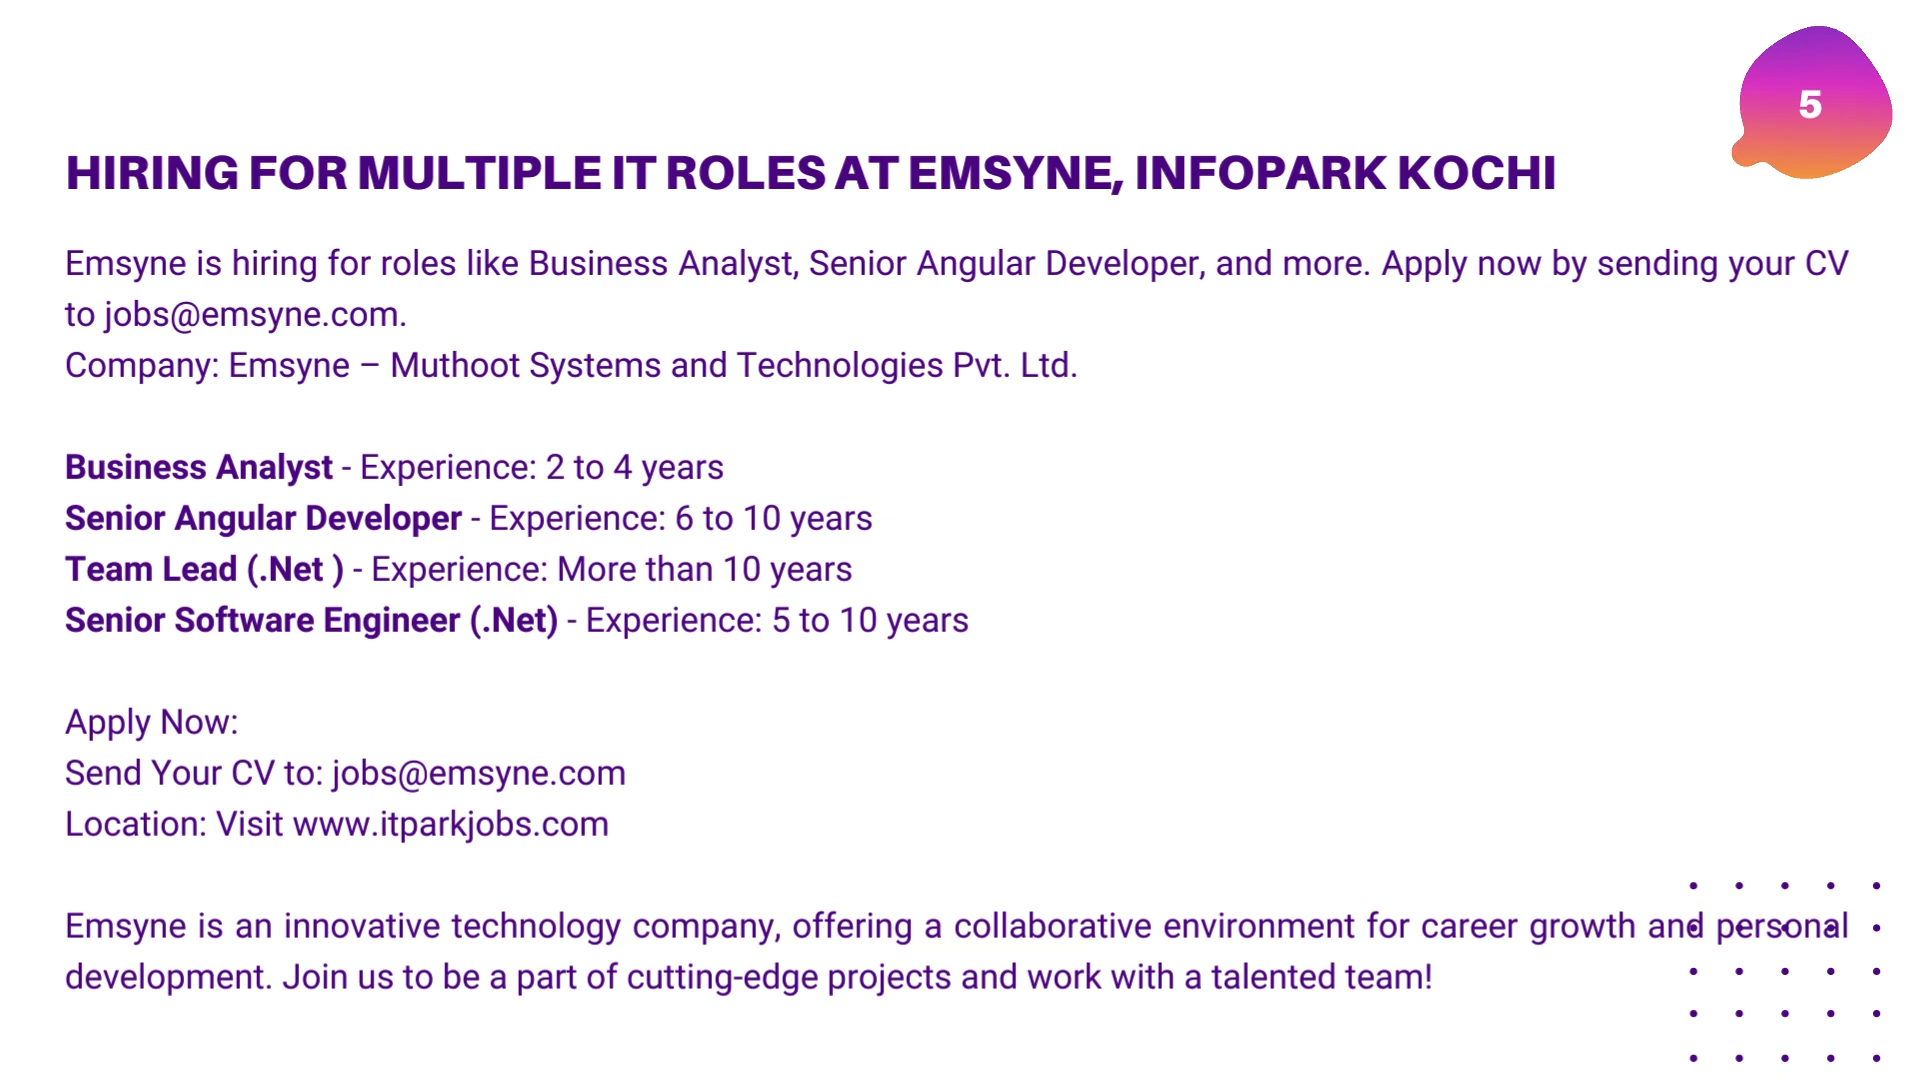 5
HIRING FOR MULTIPLE IT ROLES AT EMSYNE, INFOPARK KOCHI
Emsyne is hiring for roles like Business Analyst, Senior Angular Developer, and more. Apply now by sending your CV
to jobs@emsyne.com.
Company: Emsyne – Muthoot Systems and Technologies Pvt. Ltd.
Business Analyst - Experience: 2 to 4 years
Senior Angular Developer - Experience: 6 to 10 years
Team Lead (.Net ) - Experience: More than 10 years
Senior Software Engineer (.Net) - Experience: 5 to 10 years
Apply Now:
Send Your CV to: jobs@emsyne.com
Location: Visit www.itparkjobs.com
Emsyne is an innovative technology company, offering a collaborative environment for career growth and personal
development. Join us to be a part of cutting-edge projects and work with a talented team!